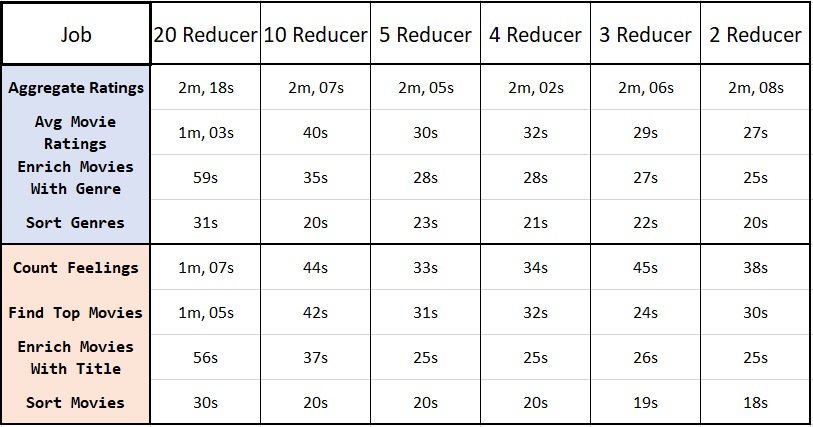 Job 20 Reducer 10 Reducer 5 Reducer 4 Reducer 3 Reducer 2 Reducer
Aggregate Ratings 2m, 18s 2m, 07s 2m, 05s 2m, 02s 2m, 06s 2m, 08s
Avg Movie
Ratings 1m, 03s 40s 30s 32s 29s 27s
Enrich Movies
With Genre 59s 35s 28s 28s 27s 25s
Sort Genres 31s 20s 23s 21s 22s 20s
Count Feelings 1m, 07s 44s 33s 34s 45s 38s
Find Top Movies 1m, 05s 42s 31s 32s 24s 30s
Enrich Movies
With Title 56s 37s 25s 25s 26s 25s
Sort Movies 30s 20s 20s 20s 19s 18s